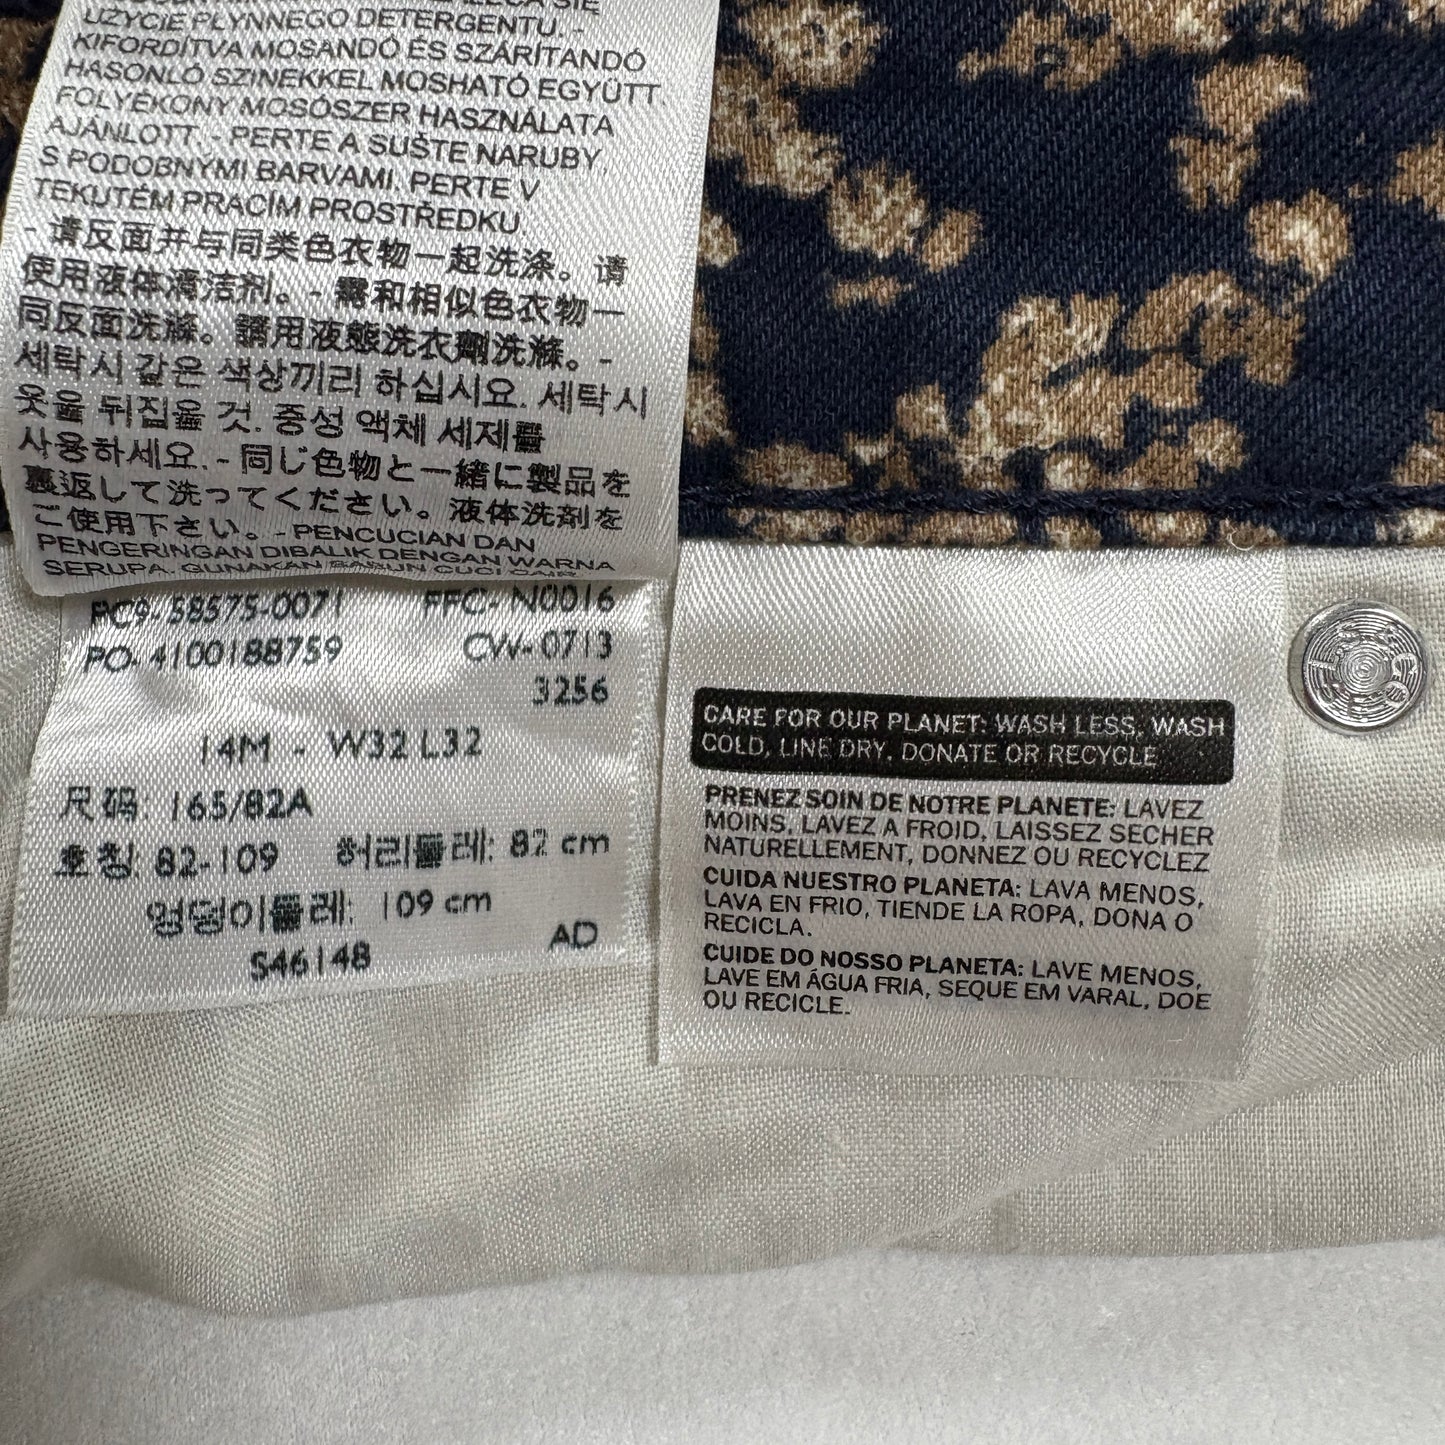 UŻYCIE PŁYNNEGO DETERGENTU. -
KIFORDÍTVA MOSANDÓ ÉS SZÁRÍTANDÓ
HASONLÓ SZINEKKEL MOSHATÓ EGYÜTT.
FOLYÉKONY MOSÓSZER HASZNÁLATA
AJÁNLOTT. - PERTE A SUŠTE NARUBY,
S PODOBNÝMI BARVAMI. PERTE V
TEKUTÉM PRACÍM PROSTŘEDKU.
- 请反面并与同类色衣物一起洗涤。请
使用液体清洁剂。- 需和相似色衣物一
同反面洗滌。請用液態洗衣劑洗滌。-
세탁시 같은 색상끼리 하십시요. 세탁시
옷을 뒤집을 것. 중성 액체 세제를
사용하세요. - 同じ色物と一緒に製品を
裏返して洗ってください。液体洗剤を
ご使用下さい。- PENCUCIAN DAN
PENGERINGAN DIBALIK DENGAN WARNA
SERUPA. GUNAKAN SABUN CUCI CAIR
PC9-58575-0071 FFC-N0016
PO-4100188759 CW-0713
3256
14M - W32 L32
尺码: 165/82A
호칭: 82-109 허리둘레: 82 cm
엉덩이둘레: 109 cm
S46148 AD
CARE FOR OUR PLANET: WASH LESS, WASH
COLD, LINE DRY, DONATE OR RECYCLE
PRENEZ SOIN DE NOTRE PLANETE: LAVEZ
MOINS, LAVEZ A FROID, LAISSEZ SECHER
NATURELLEMENT, DONNEZ OU RECYCLEZ
CUIDA NUESTRO PLANETA: LAVA MENOS,
LAVA EN FRIO, TIENDE LA ROPA, DONA O
RECICLA.
CUIDE DO NOSSO PLANETA: LAVE MENOS,
LAVE EM ÁGUA FRIA, SEQUE EM VARAL, DOE
OU RECICLE.